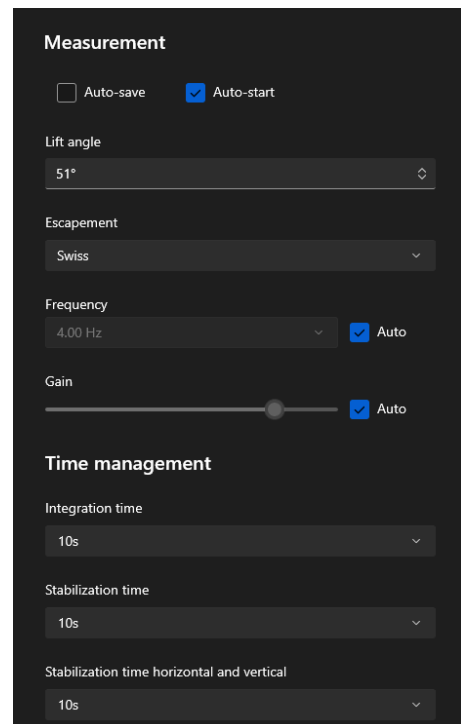 Measurement
Auto-save Auto-start
Lift angle
51°
Escapement
Swiss
Frequency
4.00 Hz Auto
Gain
Auto
Time management
Integration time
10s
Stabilization time
10s
Stabilization time horizontal and vertical
10s